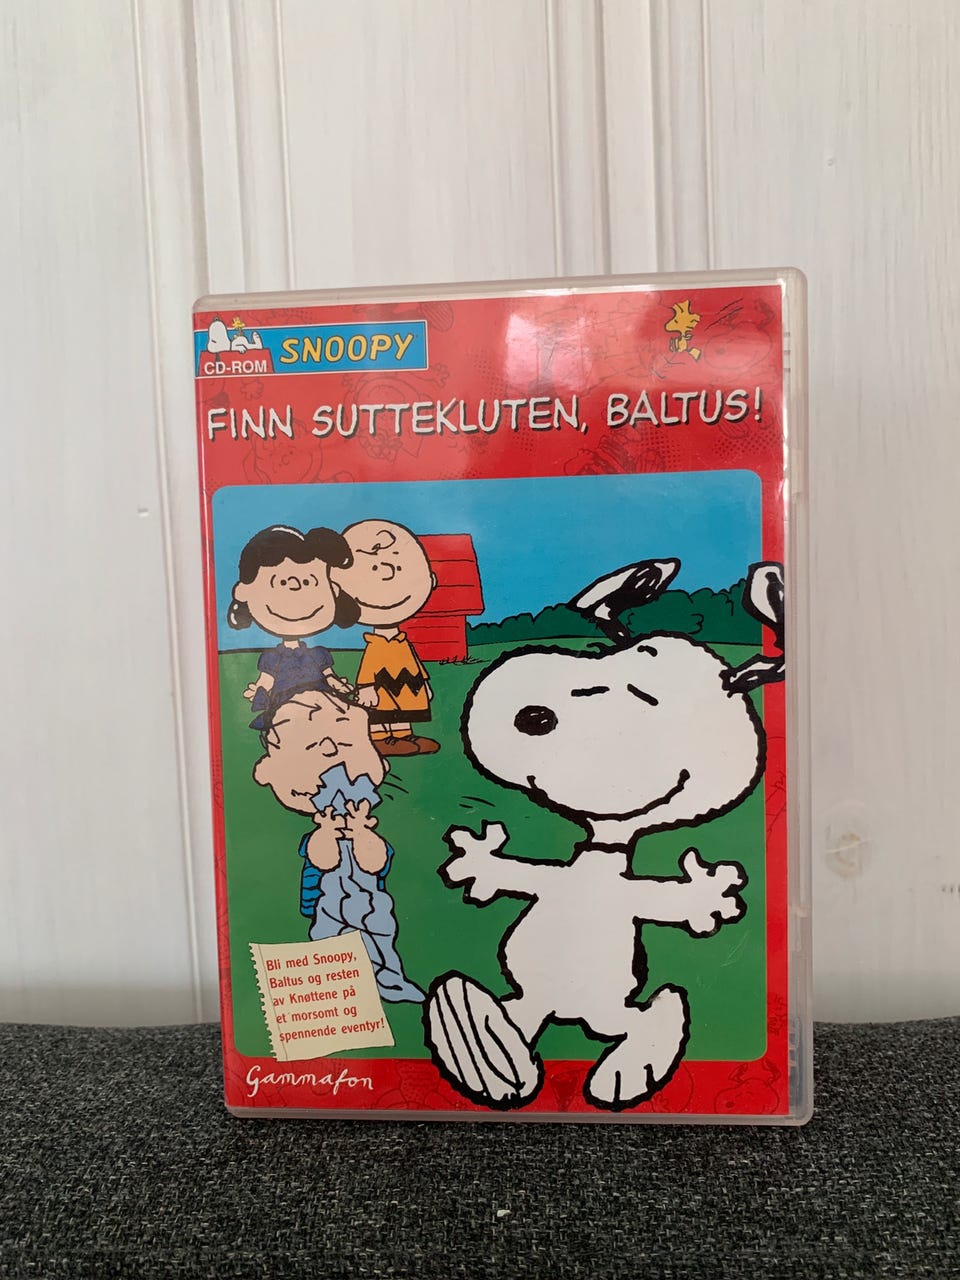 CD-ROM
SNOOPY
FINN SUTTEKLUTEN, BALTUS!
Bli med Snoopy,
Baltus og resten
av Knøttene på
et morsomt og
spennende eventyr!
Gammafon